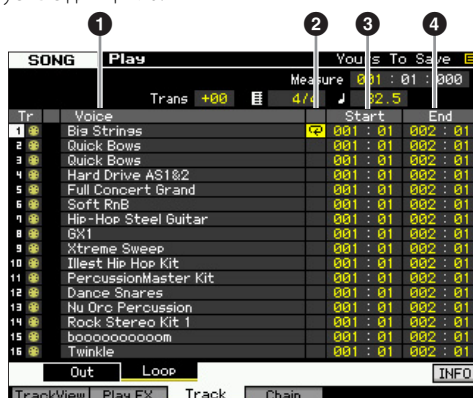 1 2 3 4
SONG Play Yours To Save
Measure 001 : 01 : 000
Trans +00 4/4 82.5
Tr Voice Start End
1 Big Strings 001 : 01 002 : 01
2 Quick Bows 001 : 01 002 : 01
3 Quick Bows 001 : 01 002 : 01
4 Hard Drive AS1&2 001 : 01 002 : 01
5 Full Concert Grand 001 : 01 002 : 01
6 Soft RnB 001 : 01 002 : 01
7 Hip-Hop Steel Guitar 001 : 01 002 : 01
8 GX1 001 : 01 002 : 01
9 Xtreme Sweep 001 : 01 002 : 01
10 Illest Hip Hop Kit 001 : 01 002 : 01
11 PercussionMaster Kit 001 : 01 002 : 01
12 Dance Snares 001 : 01 002 : 01
13 Nu Orc Percussion 001 : 01 002 : 01
14 Rock Stereo Kit 1 001 : 01 002 : 01
15 boooooooooom 001 : 01 002 : 01
16 Twinkle 001 : 01 002 : 01
Out Loop INFO
TrackView Play FX Track Chain